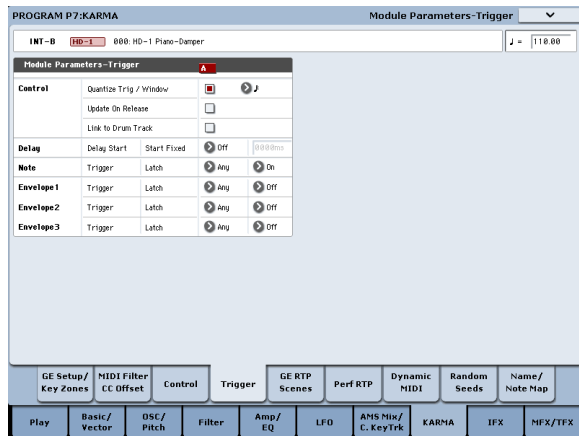 PROGRAM P7:KARMA Module Parameters-Trigger
INT-B HD-1 000: HD-1 Piano-Damper ♩= 110.00
Module Parameters-Trigger A
Control Quantize Trig / Window ♪
Update On Release
Link to Drum Track
Delay Delay Start Start Fixed Off 0000ms
Note Trigger Latch Any On
Envelope1 Trigger Latch Any Off
Envelope2 Trigger Latch Any Off
Envelope3 Trigger Latch Any Off
GE Setup/ Key Zones
MIDI Filter CC Offset
Control
Trigger
GE RTP Scenes
Perf RTP
Dynamic MIDI
Random Seeds
Name/ Note Map
Play
Basic/ Vector
OSC/ Pitch
Filter
Amp/ EQ
LFO
AMS Mix/ C. KeyTrk
KARMA
IFX
MFX/TFX